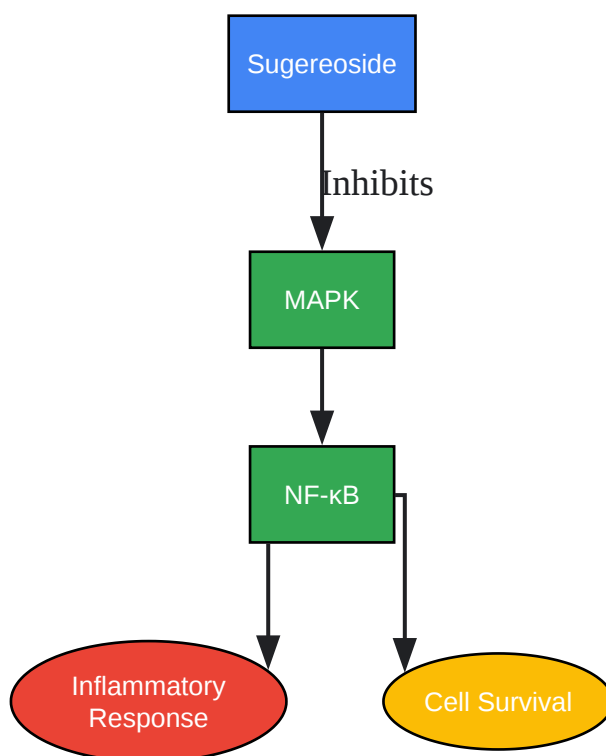 Sugereoside
Inhibits
MAPK
NF-κB
Inflammatory
Response
Cell Survival